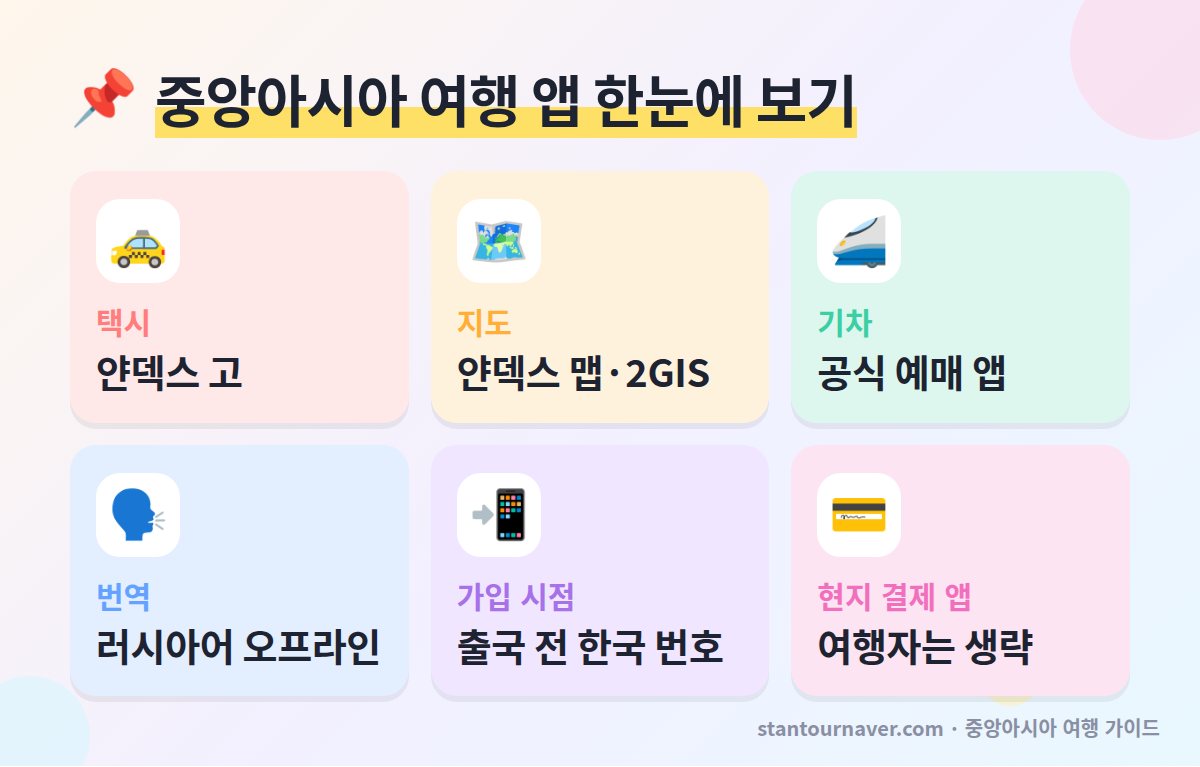 중앙아시아 여행 앱 한눈에 보기
택시
얀덱스 고
지도
얀덱스 맵·2GIS
기차
공식 예매 앱
번역
러시아어 오프라인
가입 시점
출국 전 한국 번호
현지 결제 앱
여행자는 생략
stantournaver.com · 중앙아시아 여행 가이드